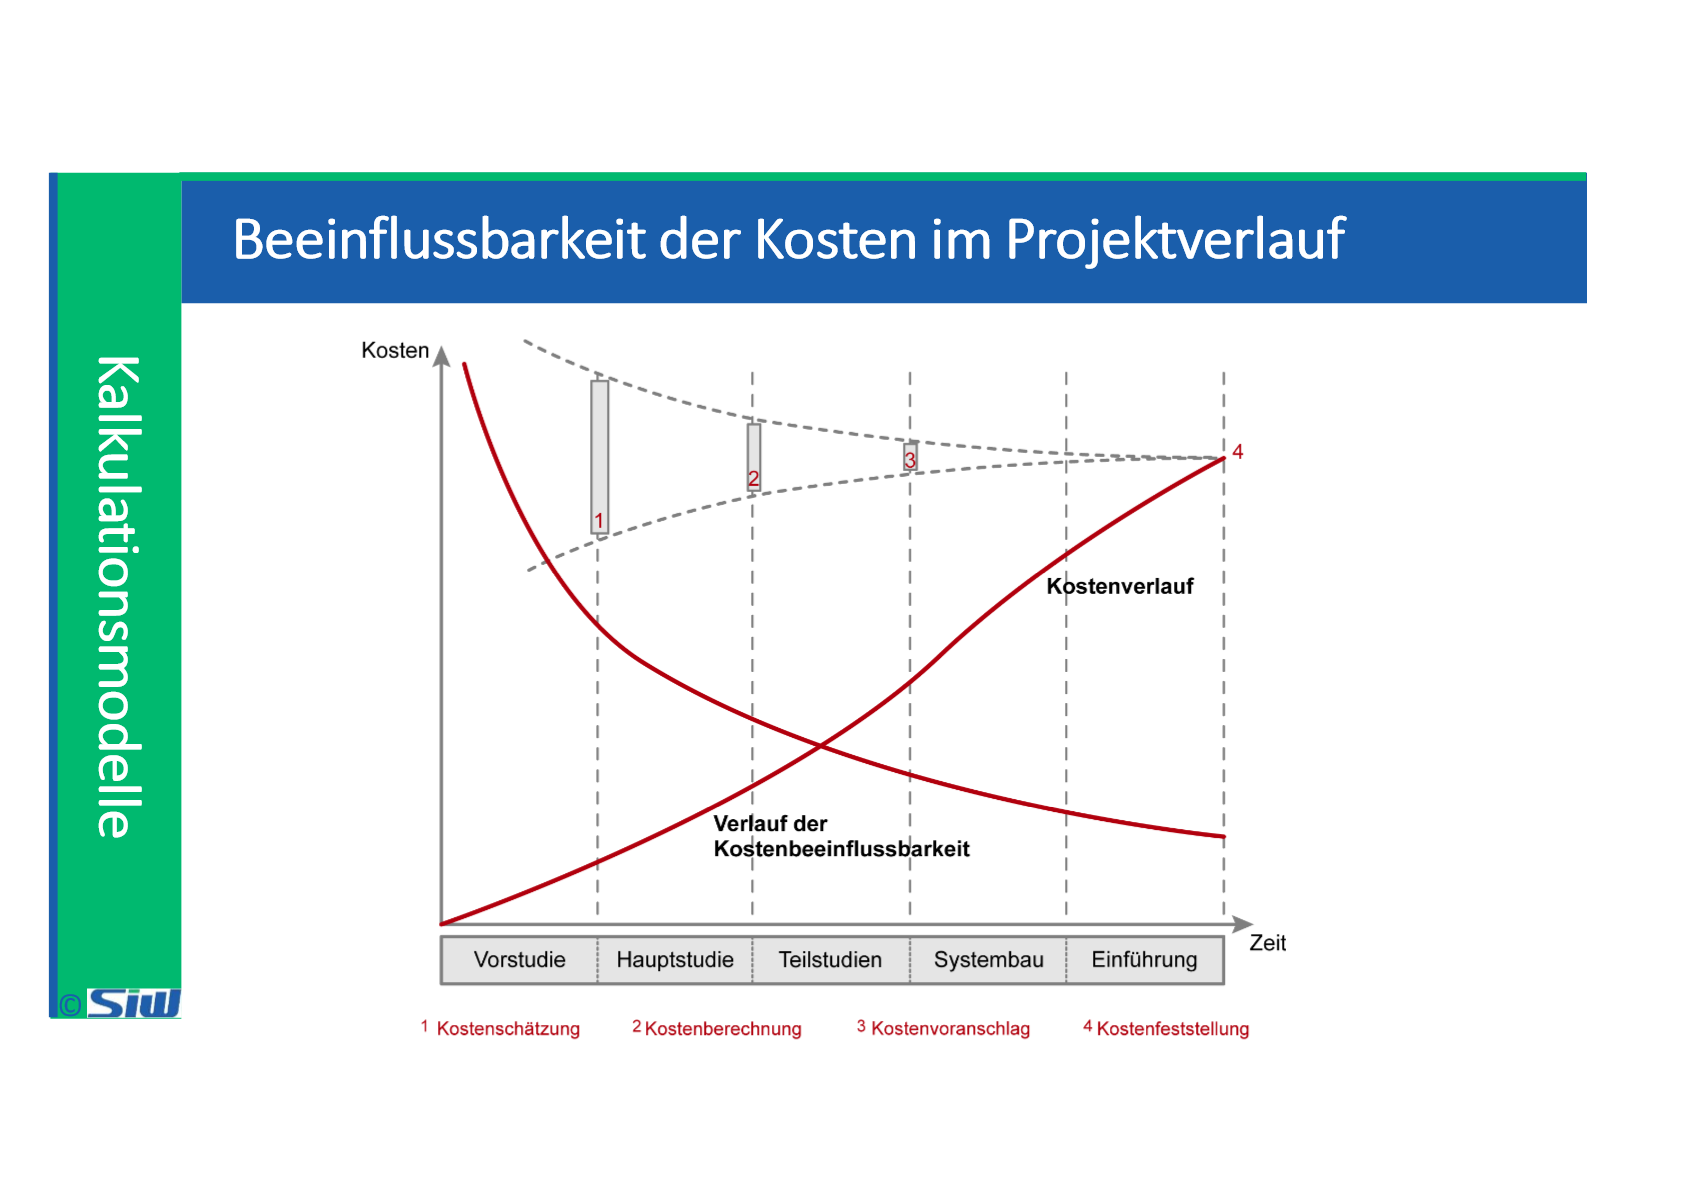 Beeinflussbarkeit der Kosten im Projektverlauf
Kalkulationsmodelle
© SiW
Kosten
1
2
3
4
Kostenverlauf
Verlauf der
Kostenbeeinflussbarkeit
Zeit
Vorstudie Hauptstudie Teilstudien Systembau Einführung
1 Kostenschätzung 2 Kostenberechnung 3 Kostenvoranschlag 4 Kostenfeststellung